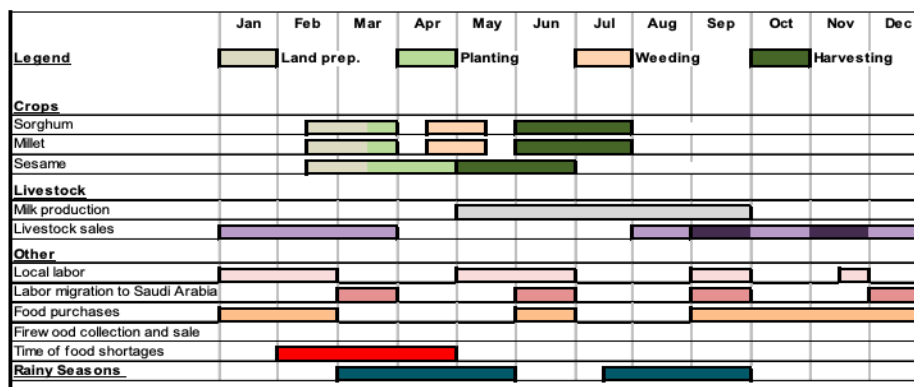 Jan Feb Mar Apr May Jun Jul Aug Sep Oct Nov Dec
Legend Land prep. Planting Weeding Harvesting
Crops
Sorghum
Millet
Sesame
Livestock
Milk production
Livestock sales
Other
Local labor
Labor migration to Saudi Arabia
Food purchases
Firew ood collection and sale
Time of food shortages
Rainy Seasons